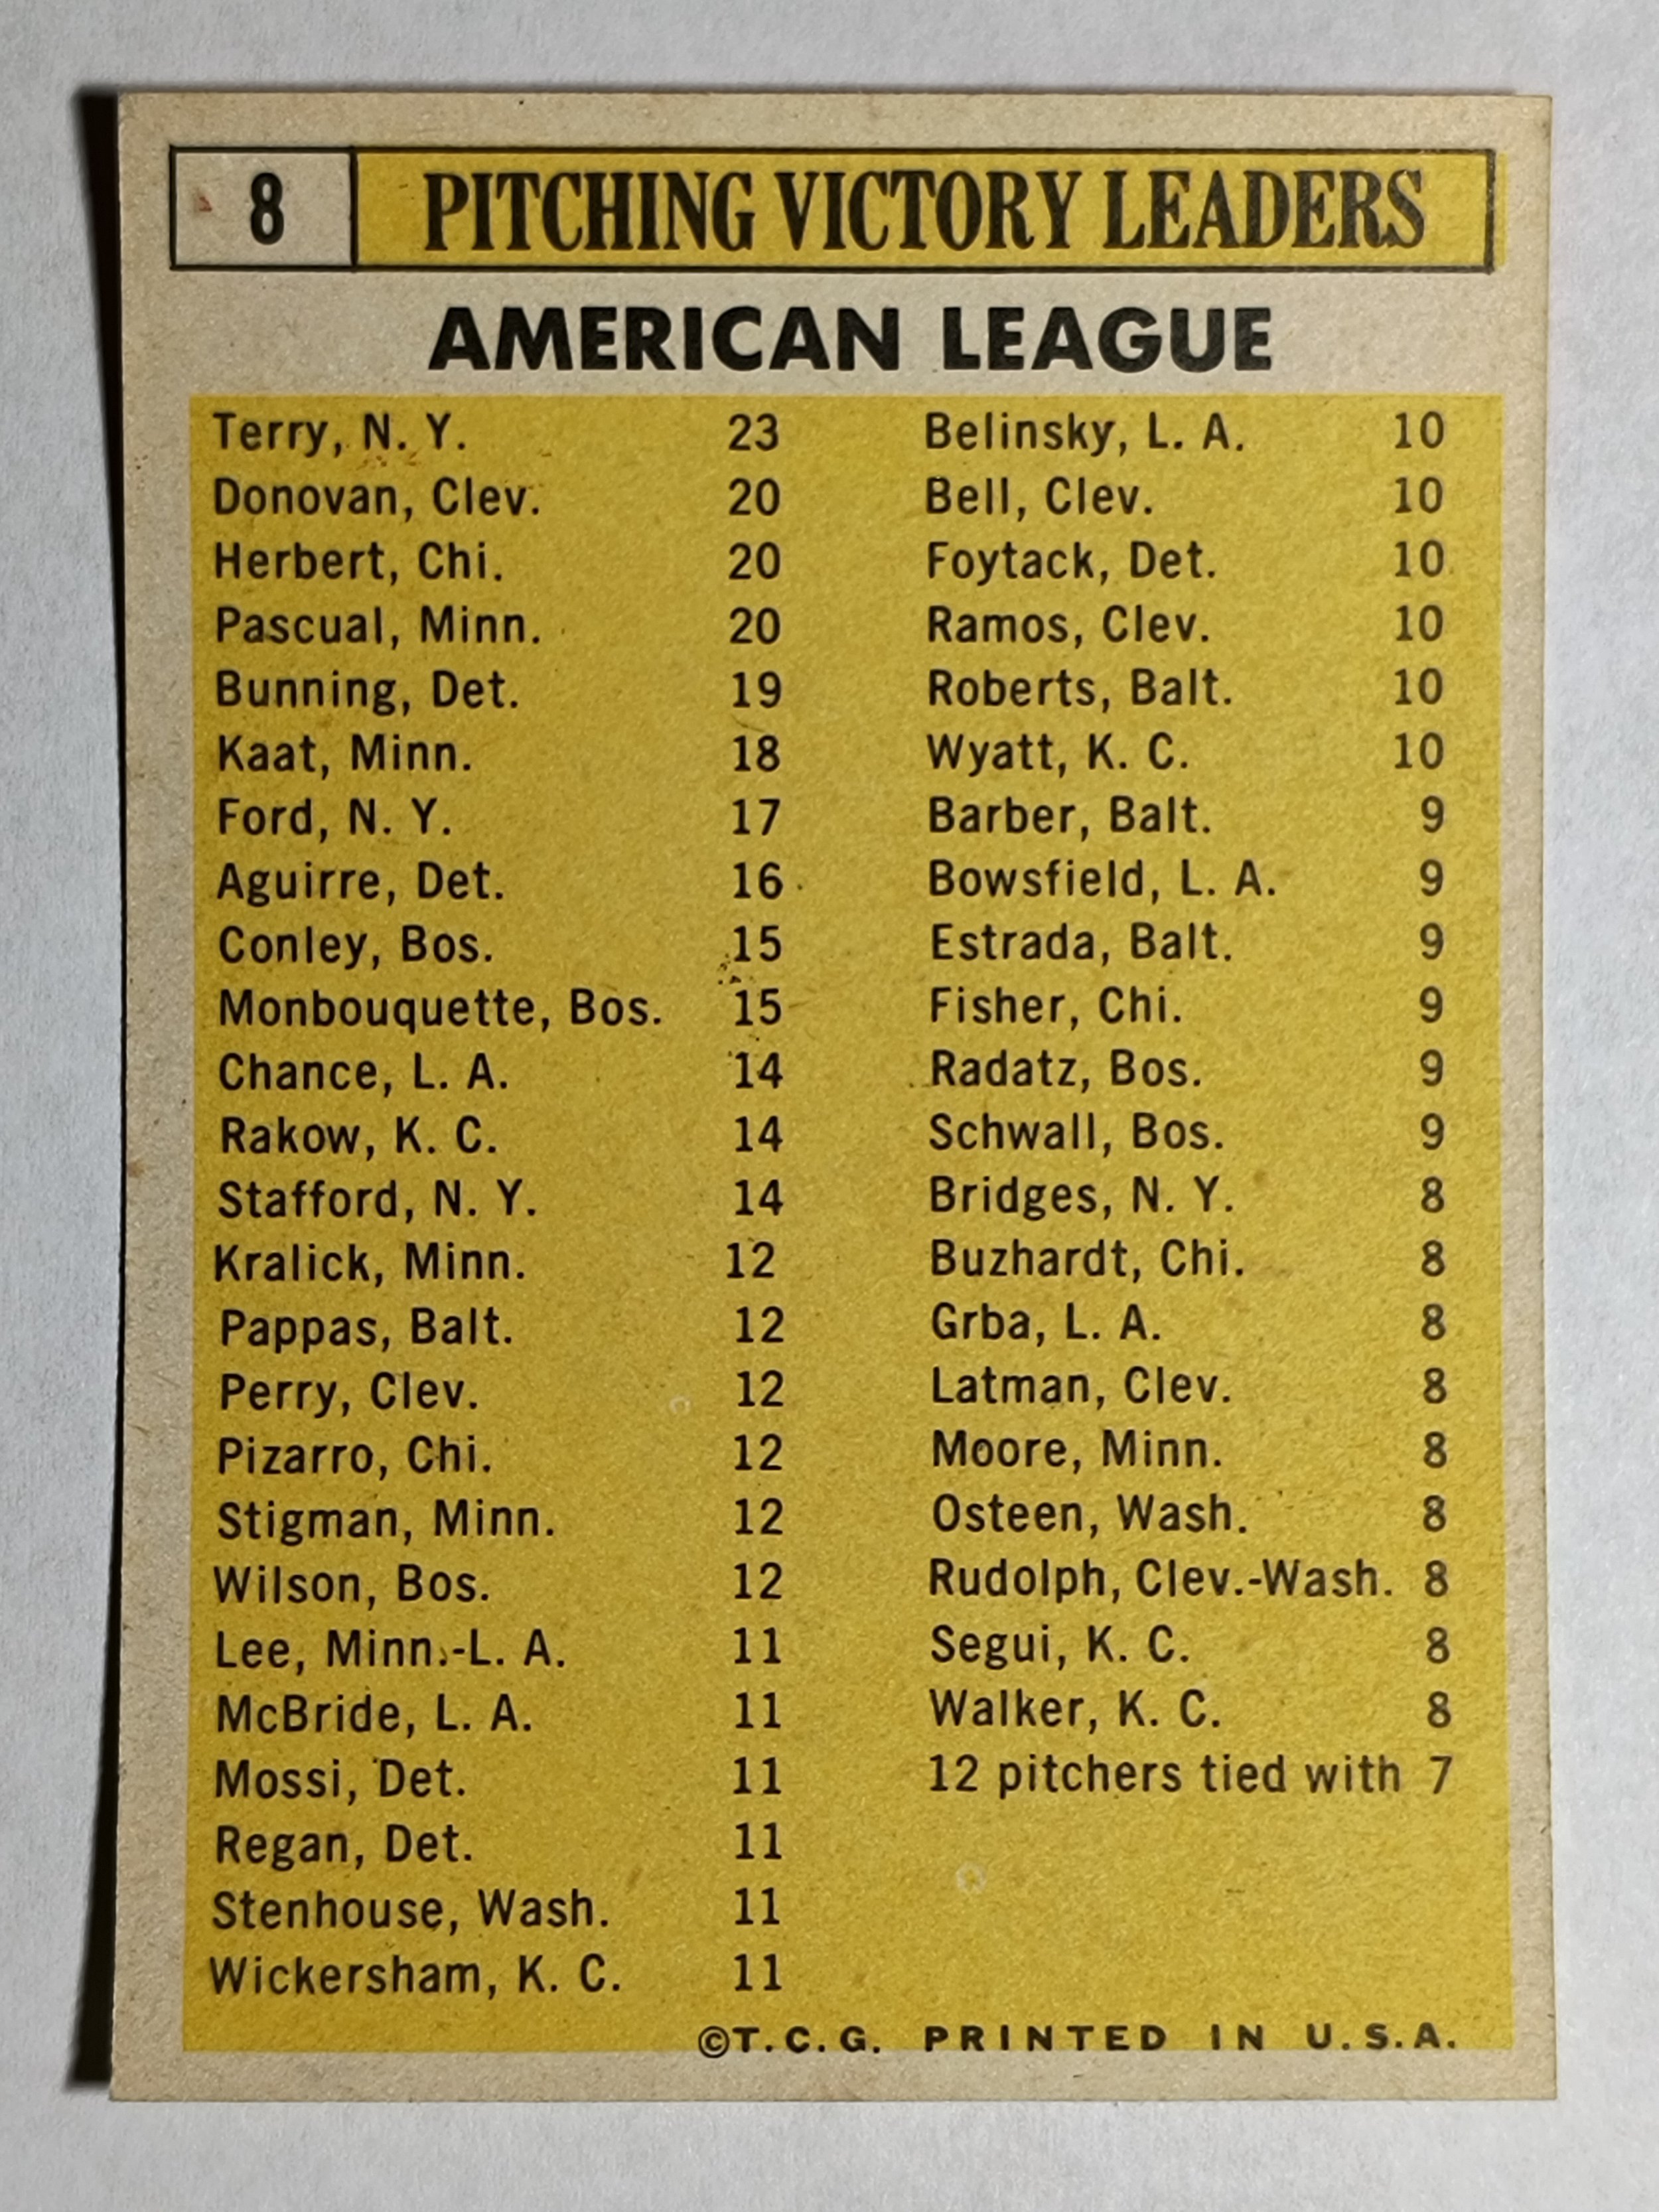 8 PITCHING VICTORY LEADERS
AMERICAN LEAGUE
Terry, N. Y. 23
Donovan, Clev. 20
Herbert, Chi. 20
Pascual, Minn. 20
Bunning, Det. 19
Kaat, Minn. 18
Ford, N. Y. 17
Aguirre, Det. 16
Conley, Bos. 15
Monbouquette, Bos. 15
Chance, L. A. 14
Rakow, K. C. 14
Stafford, N. Y. 14
Kralick, Minn. 12
Pappas, Balt. 12
Perry, Clev. 12
Pizarro, Chi. 12
Stigman, Minn. 12
Wilson, Bos. 12
Lee, Minn.-L. A. 11
McBride, L. A. 11
Mossi, Det. 11
Regan, Det. 11
Stenhouse, Wash. 11
Wickersham, K. C. 11
Belinsky, L. A. 10
Bell, Clev. 10
Foytack, Det. 10
Ramos, Clev. 10
Roberts, Balt. 10
Wyatt, K. C. 10
Barber, Balt. 9
Bowsfield, L. A. 9
Estrada, Balt. 9
Fisher, Chi. 9
Radatz, Bos. 9
Schwall, Bos. 9
Bridges, N. Y. 8
Buzhardt, Chi. 8
Grba, L. A. 8
Latman, Clev. 8
Moore, Minn. 8
Osteen, Wash. 8
Rudolph, Clev.-Wash. 8
Segui, K. C. 8
Walker, K. C. 8
12 pitchers tied with 7
©T.C.G. PRINTED IN U.S.A.